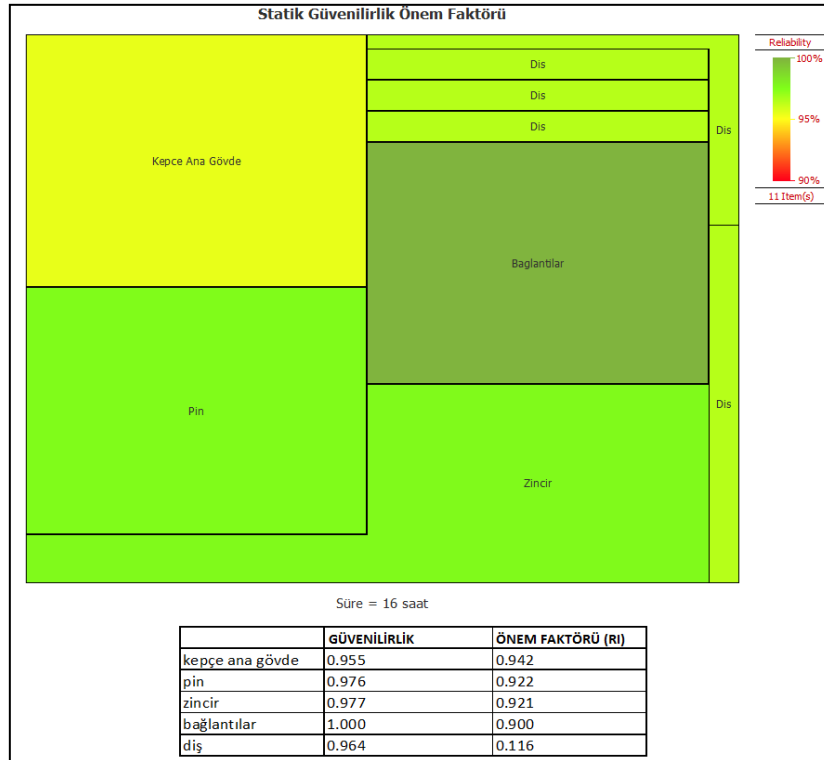 Statik Güvenilirlik Önem Faktörü
Reliability
100%
95%
90%
11 Item(s)
Dis
Dis
Dis
Dis
Kepce Ana Gövde
Baglantilar
Pin
Dis
Zincir
Süre = 16 saat
GÜVENİLİRLİK ÖNEM FAKTÖRÜ (RI)
kepçe ana gövde 0.955 0.942
pin 0.976 0.922
zincir 0.977 0.921
bağlantılar 1.000 0.900
diş 0.964 0.116